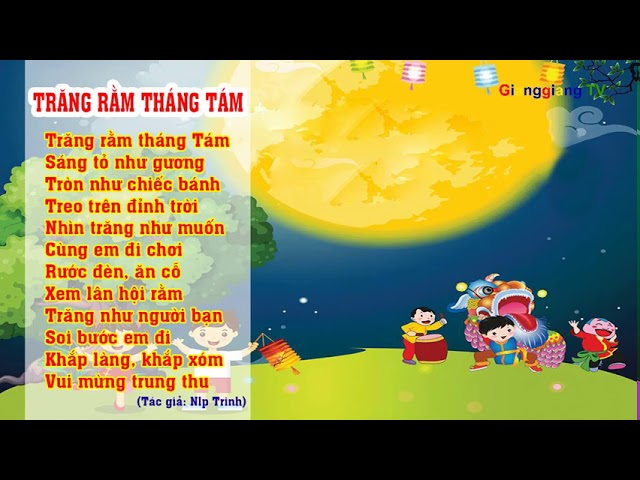 TRĂNG RẰM THÁNG TÁM
Trăng rằm tháng Tám
Sáng tỏ như gương
Tròn như chiếc bánh
Treo trên đỉnh trời
Nhìn trăng như muốn
Cùng em đi chơi
Rước đèn, ăn cỗ
Xem lân hội rằm
Trăng như người bạn
Soi bước em đi
Khắp làng, khắp xóm
Vui mừng trung thu
(Tác giả: Nlp Trinh)
Gianggiang TV